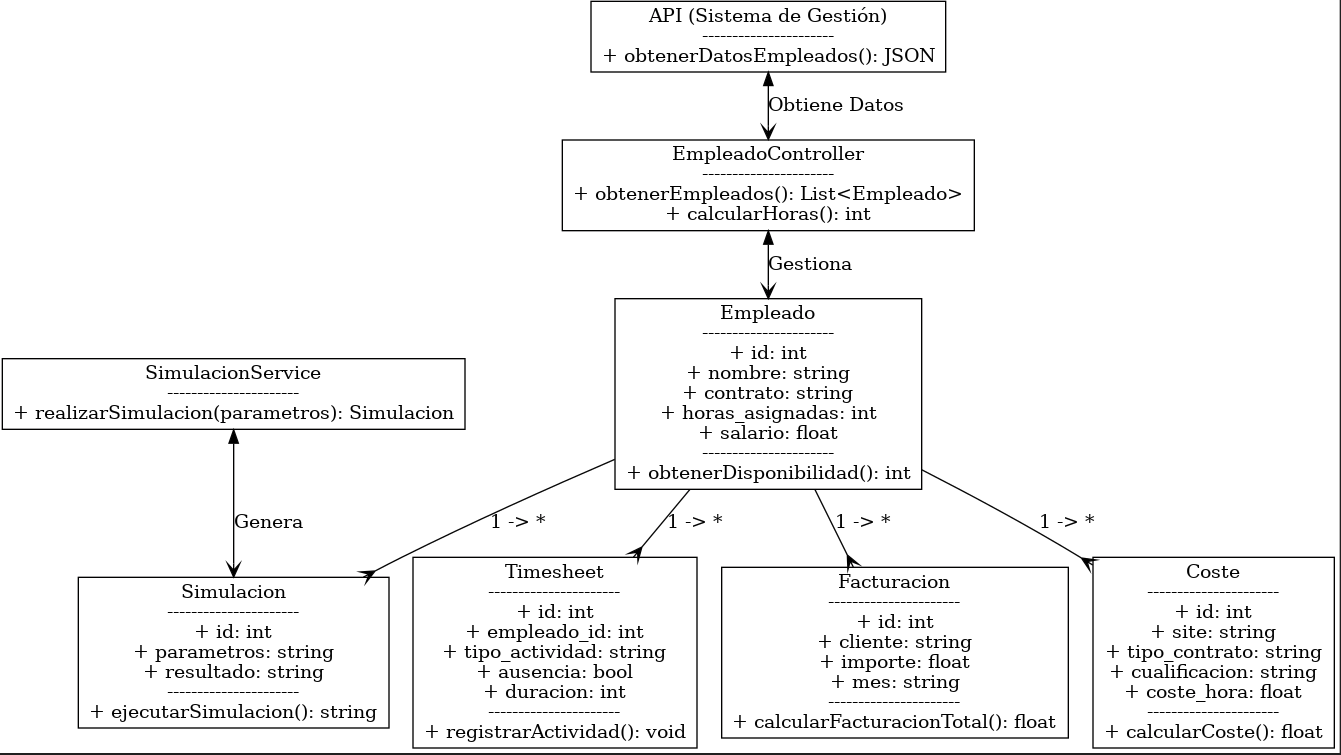 API (Sistema de Gestión)
----------------------
+ obtenerDatosEmpleados(): JSON
Obtiene Datos
EmpleadoController
----------------------
+ obtenerEmpleados(): List<Empleado>
+ calcularHoras(): int
Gestiona
Empleado
----------------------
+ id: int
+ nombre: string
+ contrato: string
+ horas_asignadas: int
+ salario: float
----------------------
+ obtenerDisponibilidad(): int
SimulacionService
----------------------
+ realizarSimulacion(parametros): Simulacion
Genera
1 -> *
1 -> *
1 -> *
1 -> *
Simulacion
----------------------
+ id: int
+ parametros: string
+ resultado: string
----------------------
+ ejecutarSimulacion(): string
Timesheet
----------------------
+ id: int
+ empleado_id: int
+ tipo_actividad: string
+ ausencia: bool
+ duracion: int
----------------------
+ registrarActividad(): void
Facturacion
----------------------
+ id: int
+ cliente: string
+ importe: float
+ mes: string
----------------------
+ calcularFacturacionTotal(): float
Coste
----------------------
+ id: int
+ site: string
+ tipo_contrato: string
+ cualificacion: string
+ coste_hora: float
----------------------
+ calcularCoste(): float